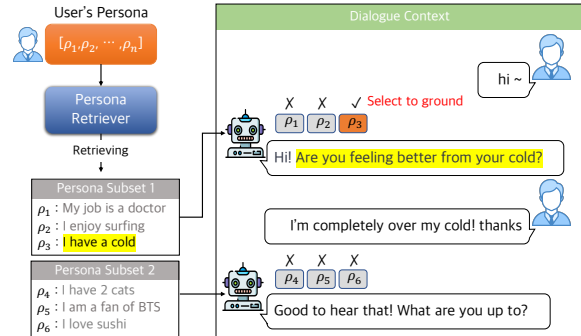 User's Persona
[ρ1,ρ2, ⋯ ,ρn]
Persona
Retriever
Retrieving
Persona Subset 1
ρ1 : My job is a doctor
ρ2 : I enjoy surfing
ρ3 : I have a cold
Persona Subset 2
ρ4 : I have 2 cats
ρ5 : I am a fan of BTS
ρ6 : I love sushi
Dialogue Context
hi ~
X X ✓ Select to ground
ρ1 ρ2 ρ3
Hi! Are you feeling better from your cold?
I'm completely over my cold! thanks
X X X
ρ4 ρ5 ρ6
Good to hear that! What are you up to?